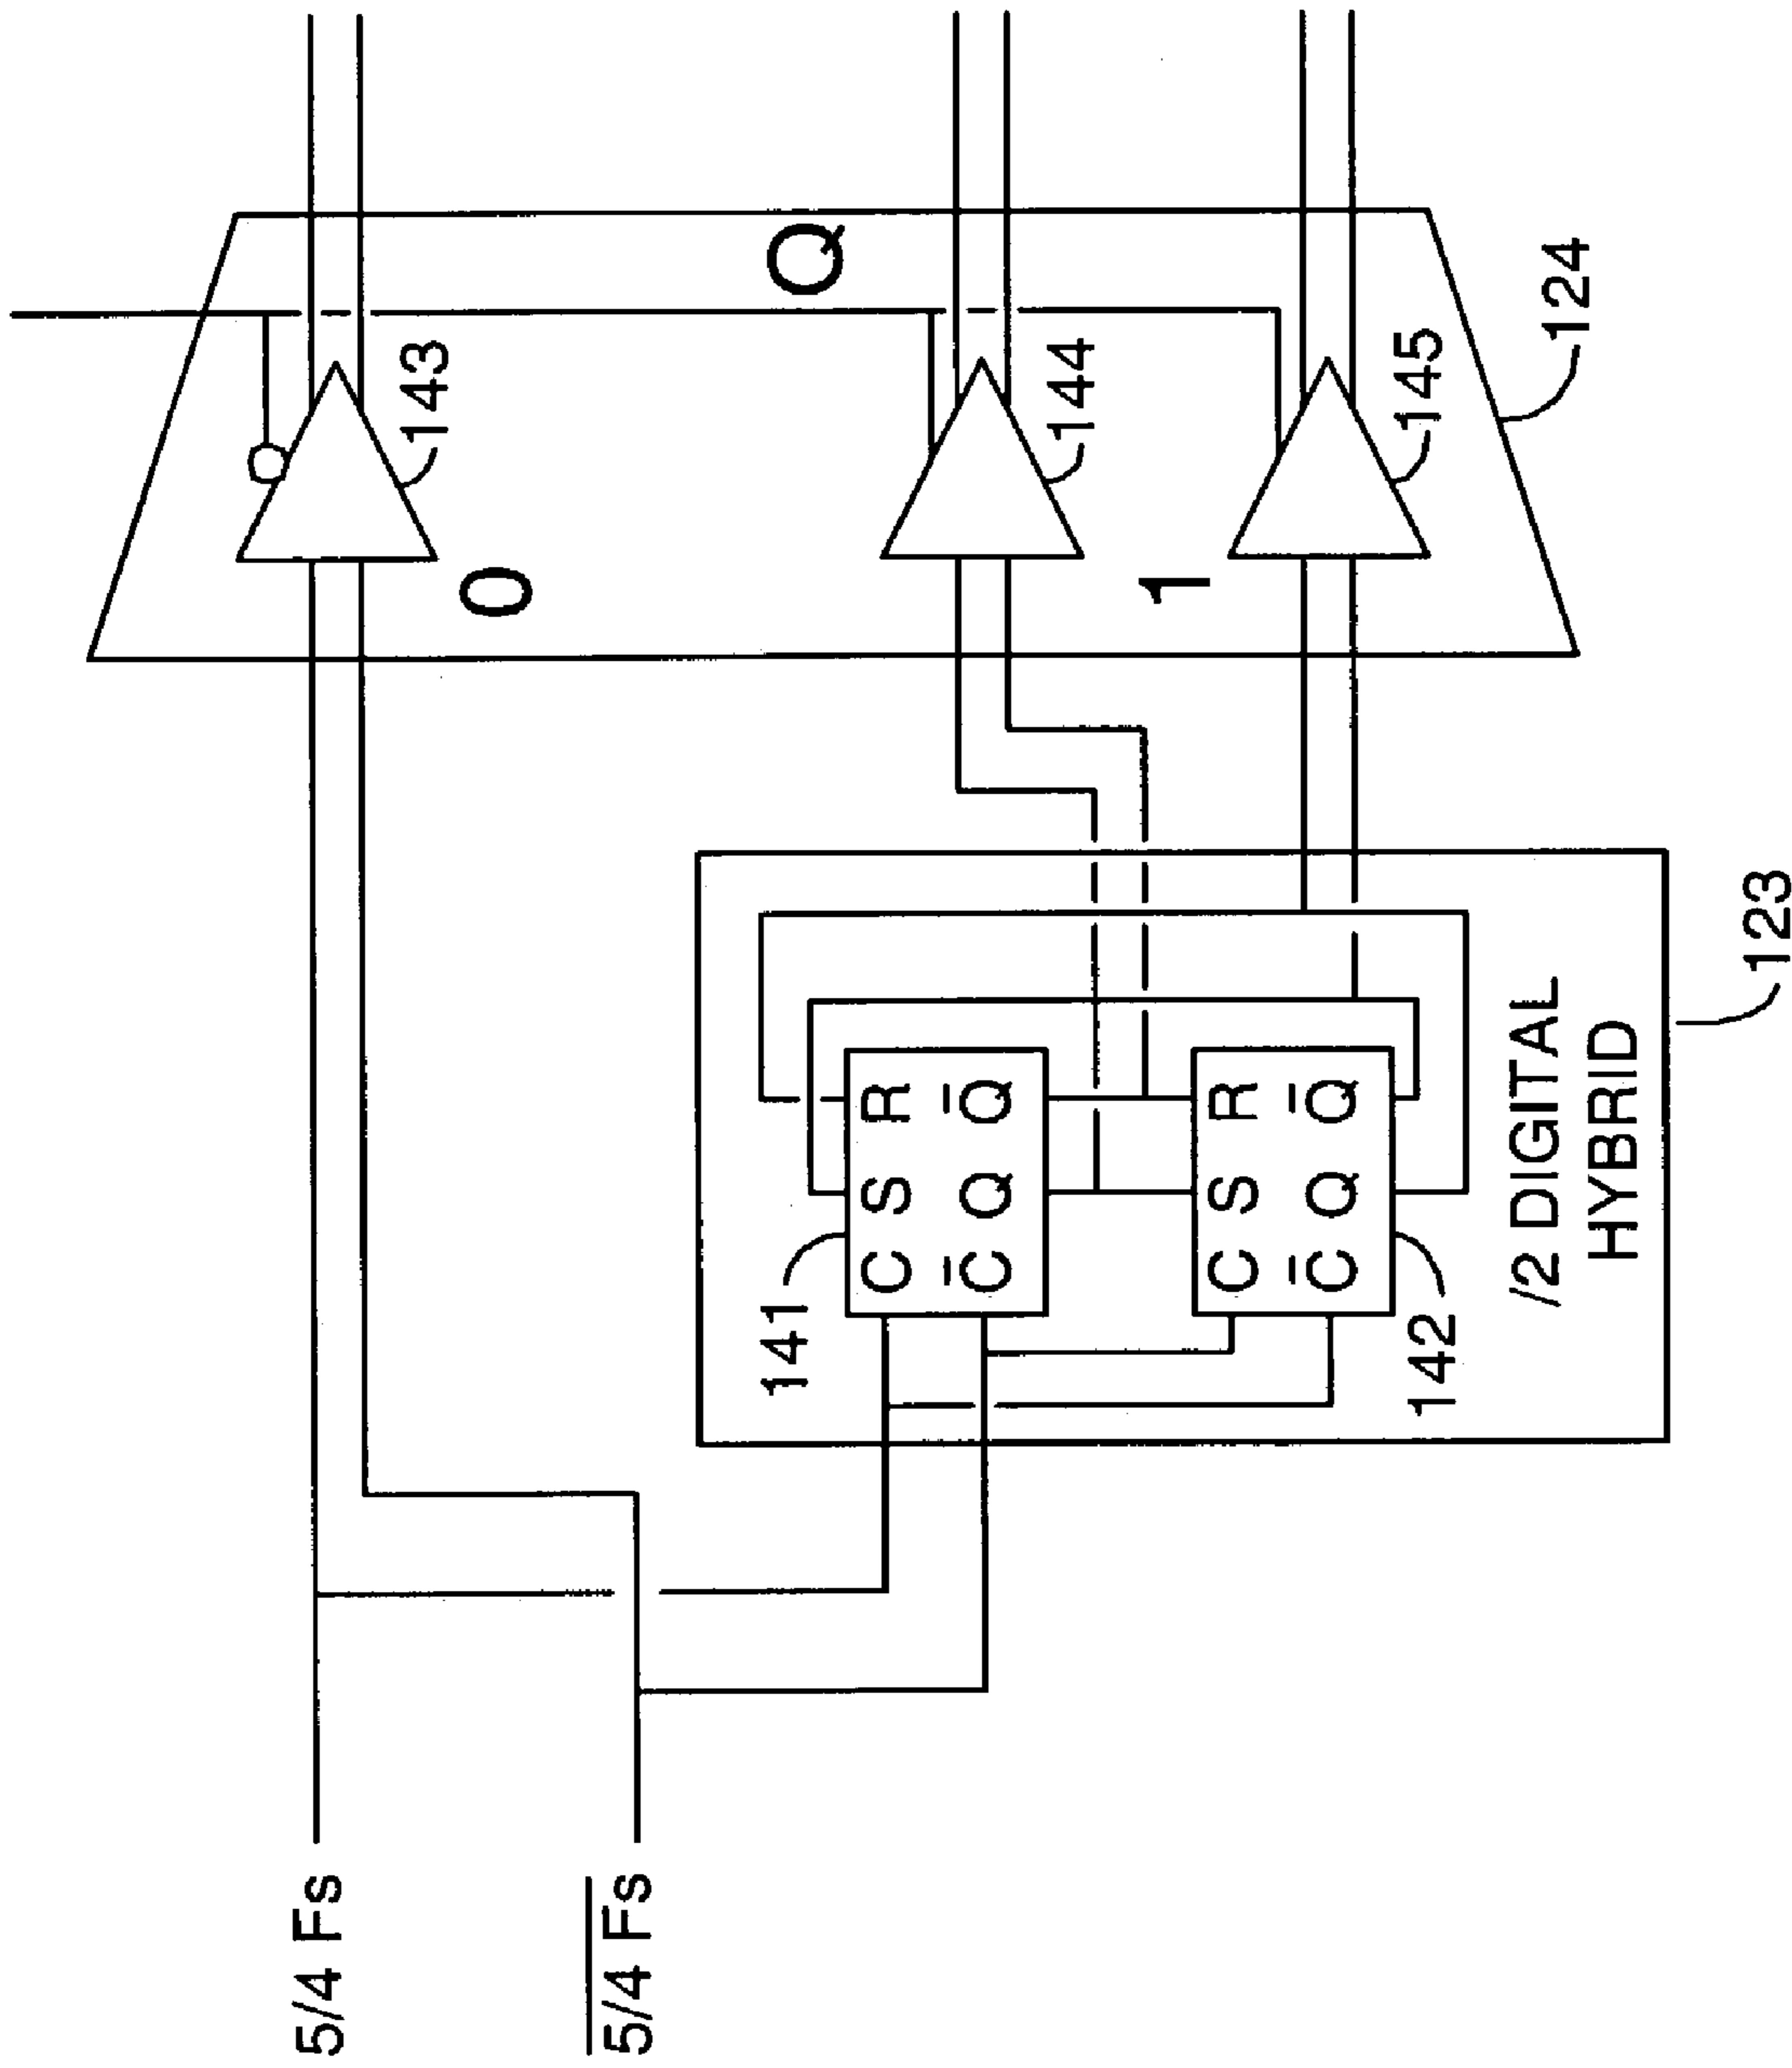 5/4 Fs
5/4 Fs
0
Q
1
143
144
145
124
141
C S R
C̅ Q Q̅
C S R
C̅ Q Q̅
142
/2 DIGITAL
HYBRID
123